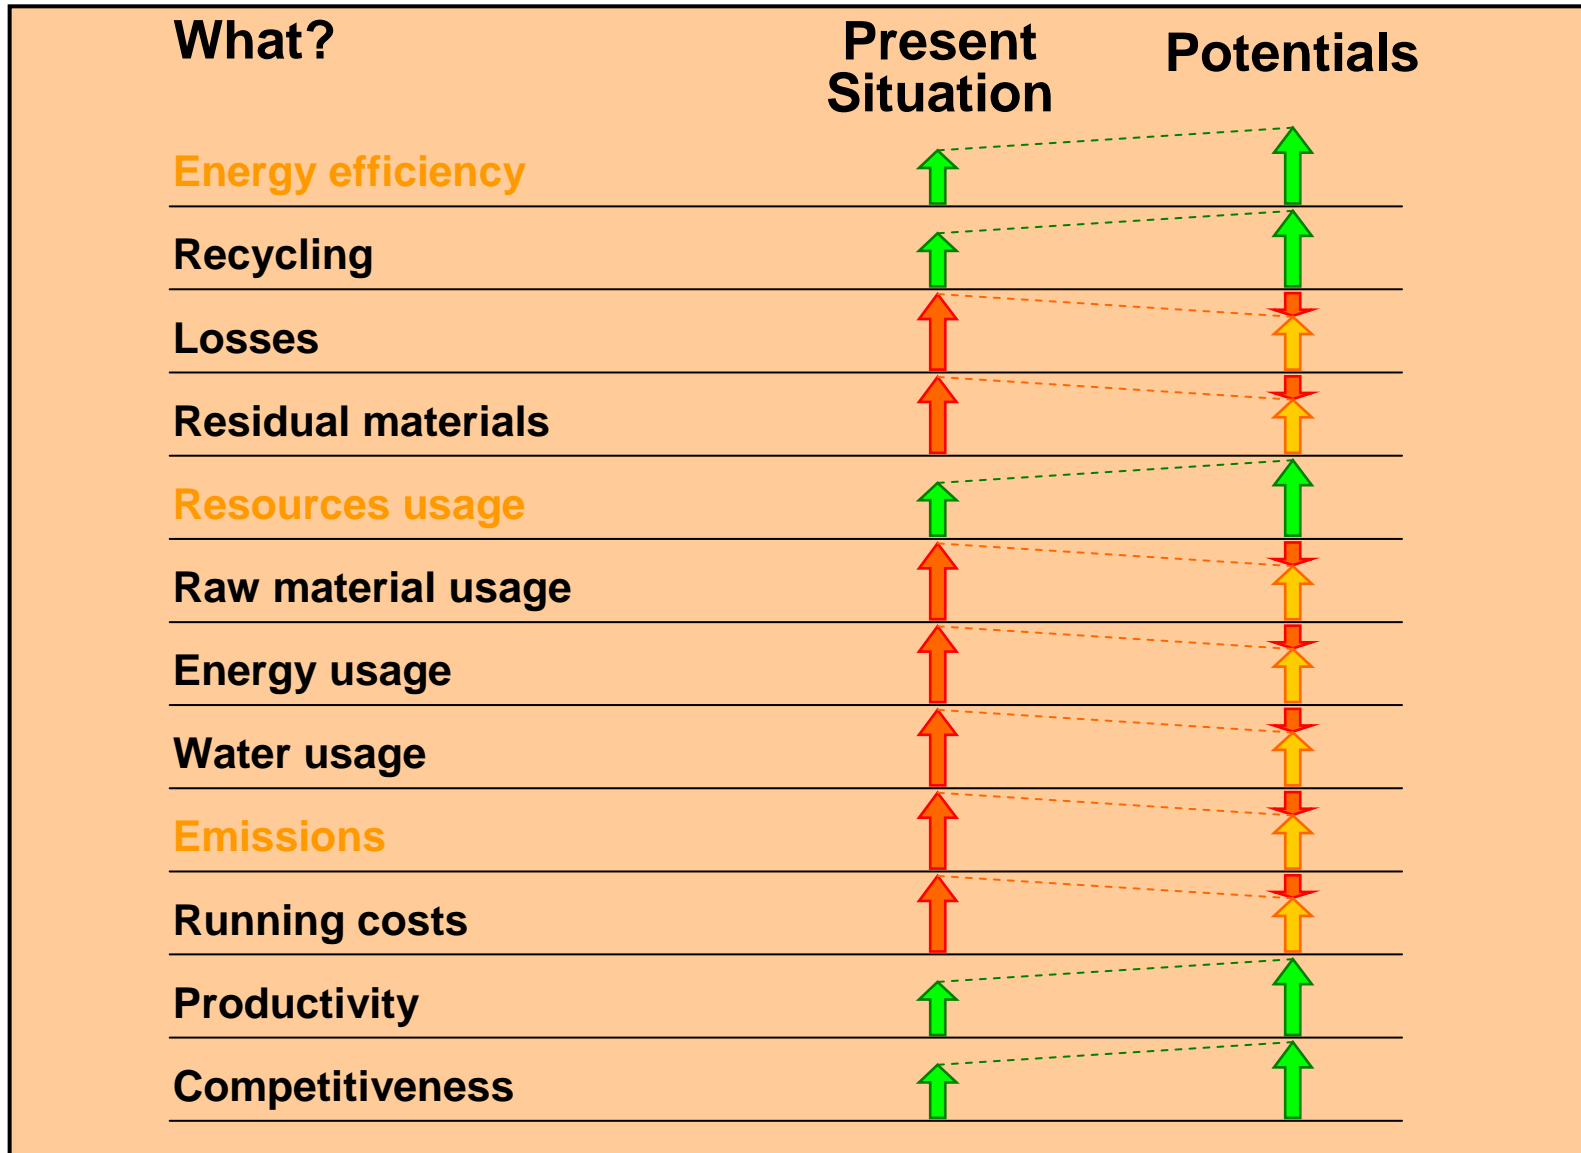 What?
Present
Situation
Potentials
Energy efficiency
Recycling
Losses
Residual materials
Resources usage
Raw material usage
Energy usage
Water usage
Emissions
Running costs
Productivity
Competitiveness